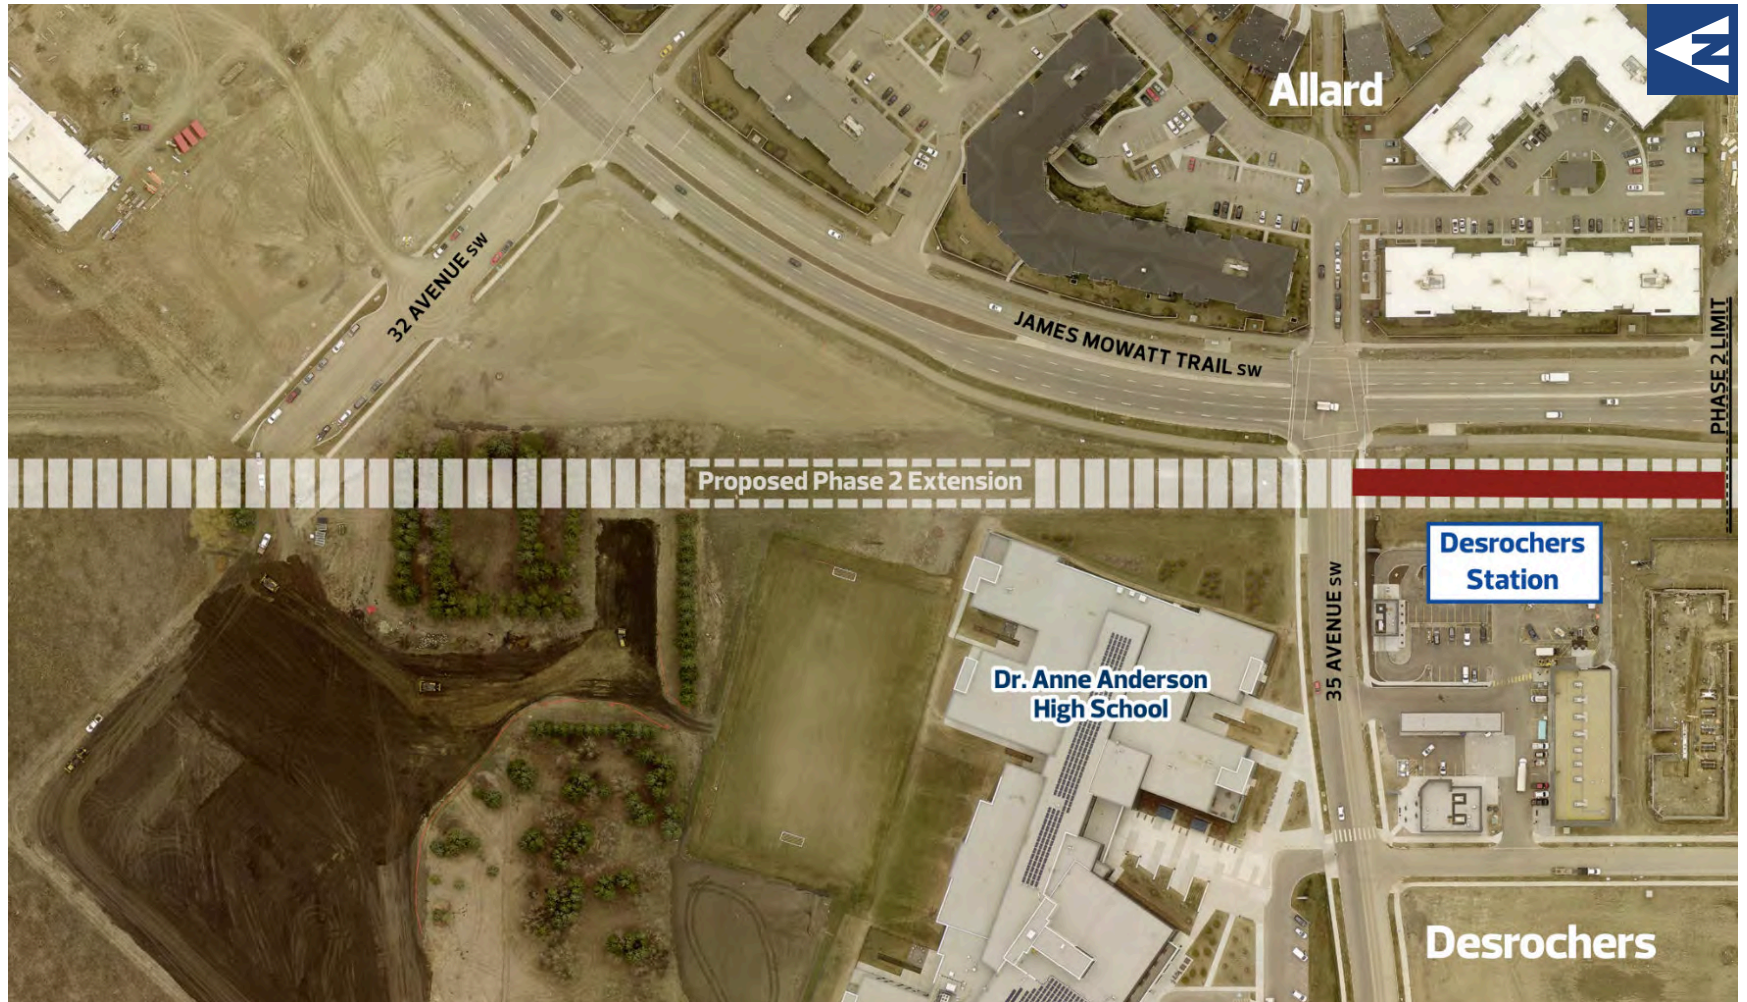 N
Allard
32 AVENUE SW
JAMES MOWATT TRAIL SW
PHASE 2 LIMIT
Proposed Phase 2 Extension
Desrochers
Station
35 AVENUE SW
Dr. Anne Anderson
High School
Desrochers